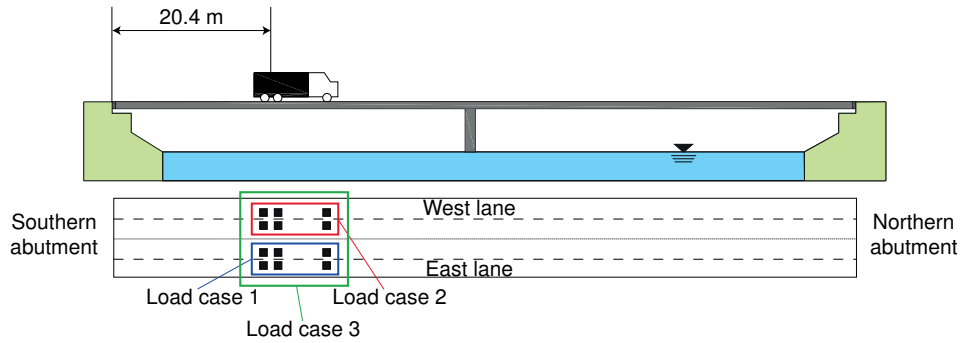 20.4 m
West lane
Southern
abutment
Northern
abutment
East lane
Load case 1
Load case 2
Load case 3